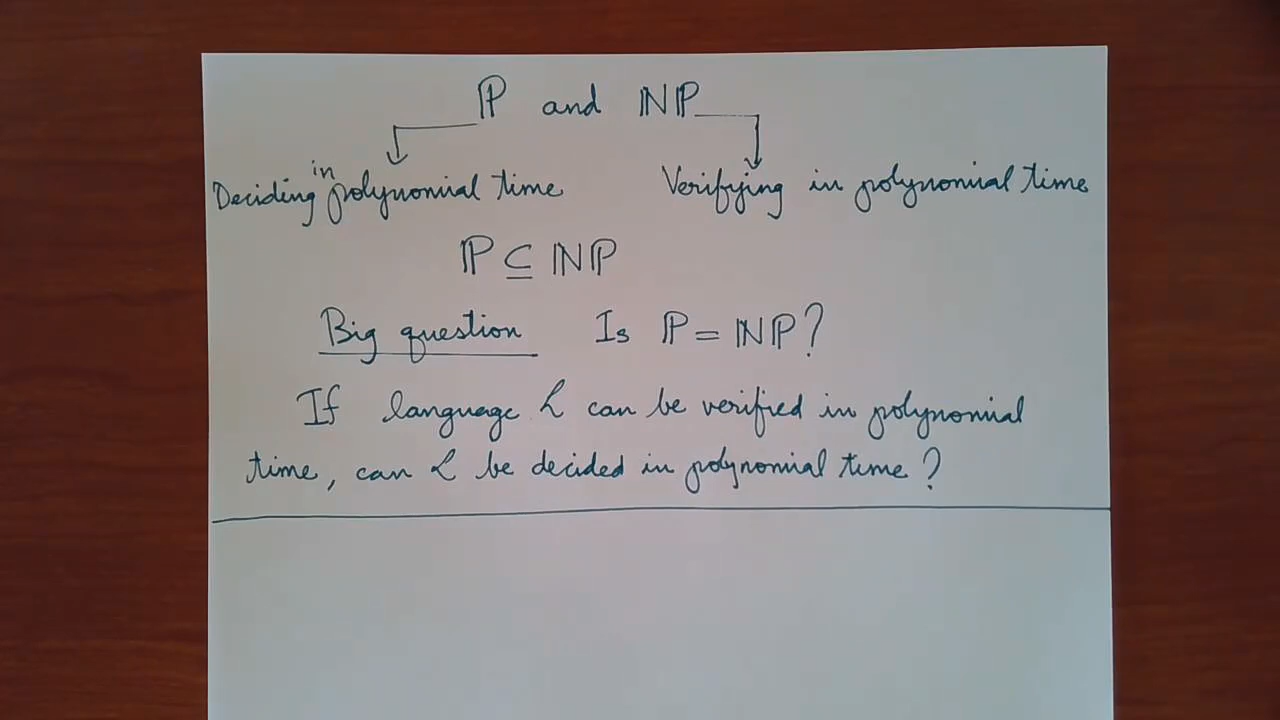 ℙ and ℕℙ
Deciding in polynomial time
Verifying in polynomial time
ℙ ⊆ ℕℙ
Big question Is ℙ = ℕℙ?
If language L can be verified in polynomial
time, can L be decided in polynomial time?